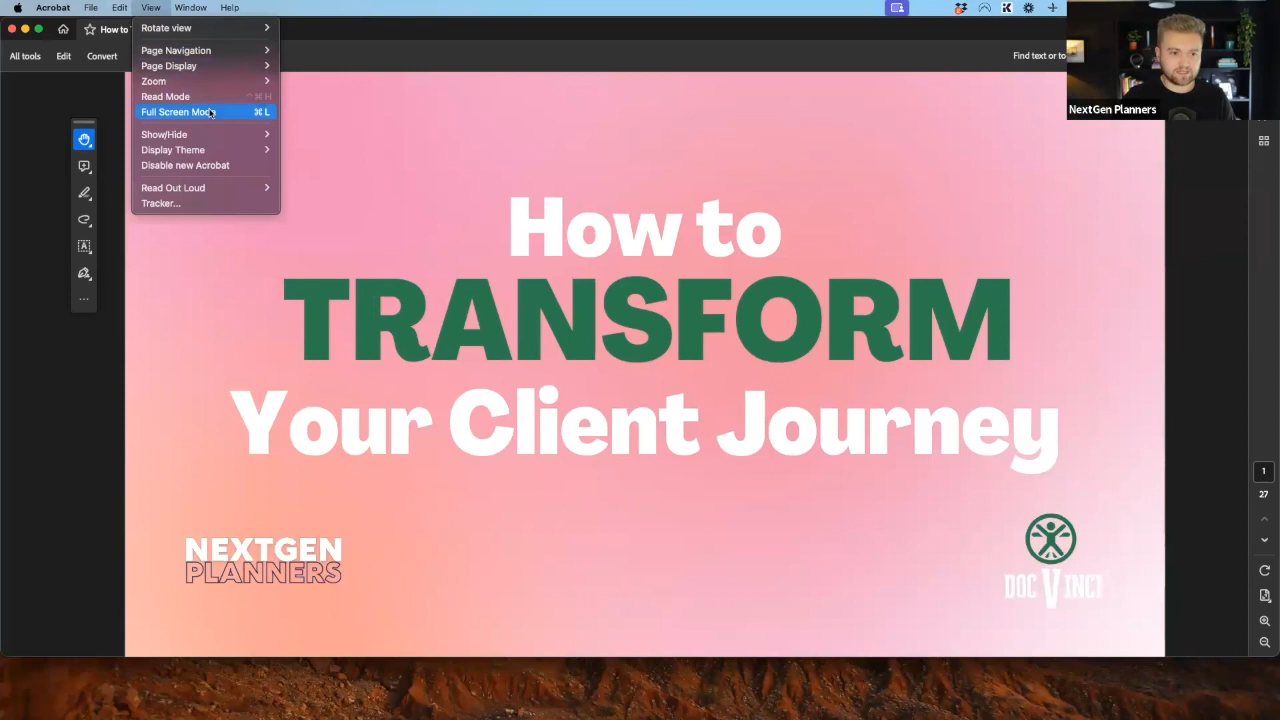 Acrobat File Edit View Window Help
How to
All tools Edit Convert
Find text or to
Rotate view
Page Navigation
Page Display
Zoom
Read Mode ⌃⌘H
Full Screen Mode ⌘L
Show/Hide
Display Theme
Disable new Acrobat
Read Out Loud
Tracker...
NextGen Planners
How to
TRANSFORM
Your Client Journey
NEXTGEN
PLANNERS
DOC VINCI
1
27